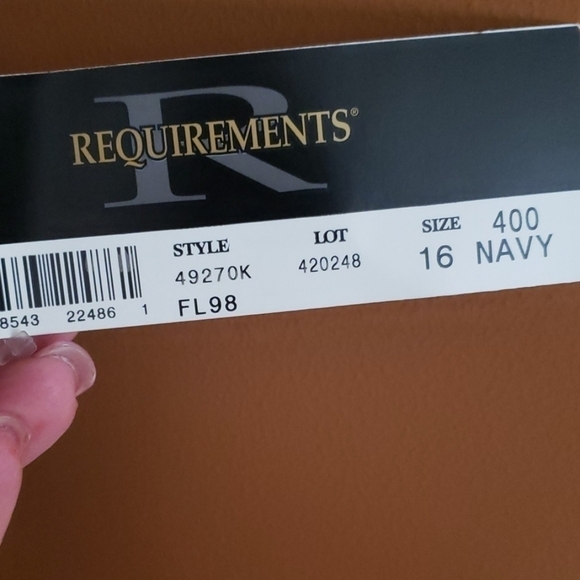 R
REQUIREMENTS®
STYLE LOT SIZE 400
49270K 420248 16 NAVY
8543 22486 1 FL98